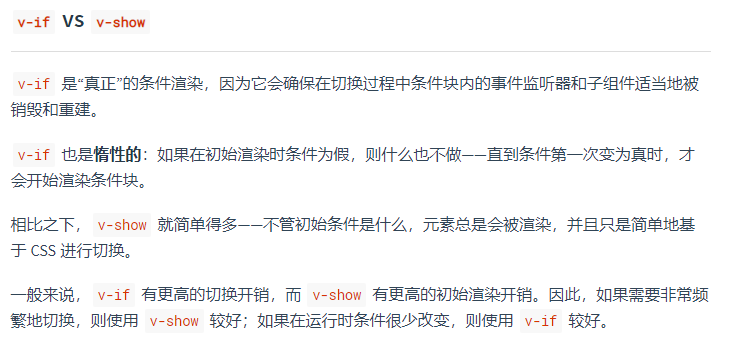 v-if vs v-show
v-if 是“真正”的条件渲染，因为它会确保在切换过程中条件块内的事件监听器和子组件适当地被
销毁和重建。
v-if 也是惰性的：如果在初始渲染时条件为假，则什么也不做——直到条件第一次变为真时，才
会开始渲染条件块。
相比之下，v-show 就简单得多——不管初始条件是什么，元素总是会被渲染，并且只是简单地基
于 CSS 进行切换。
一般来说，v-if 有更高的切换开销，而 v-show 有更高的初始渲染开销。因此，如果需要非常频
繁地切换，则使用 v-show 较好；如果在运行时条件很少改变，则使用 v-if 较好。